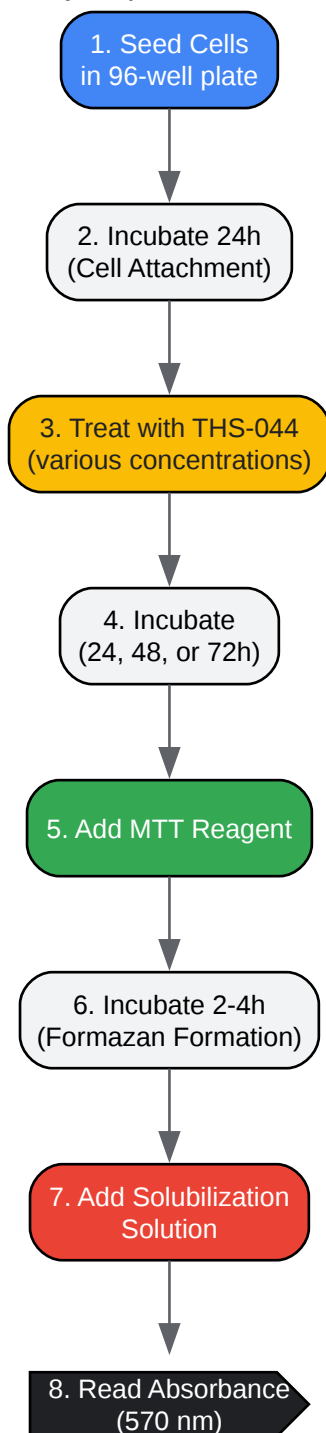 1. Seed Cells
in 96-well plate
2. Incubate 24h
(Cell Attachment)
3. Treat with THS-044
(various concentrations)
4. Incubate
(24, 48, or 72h)
5. Add MTT Reagent
6. Incubate 2-4h
(Formazan Formation)
7. Add Solubilization
Solution
8. Read Absorbance
(570 nm)